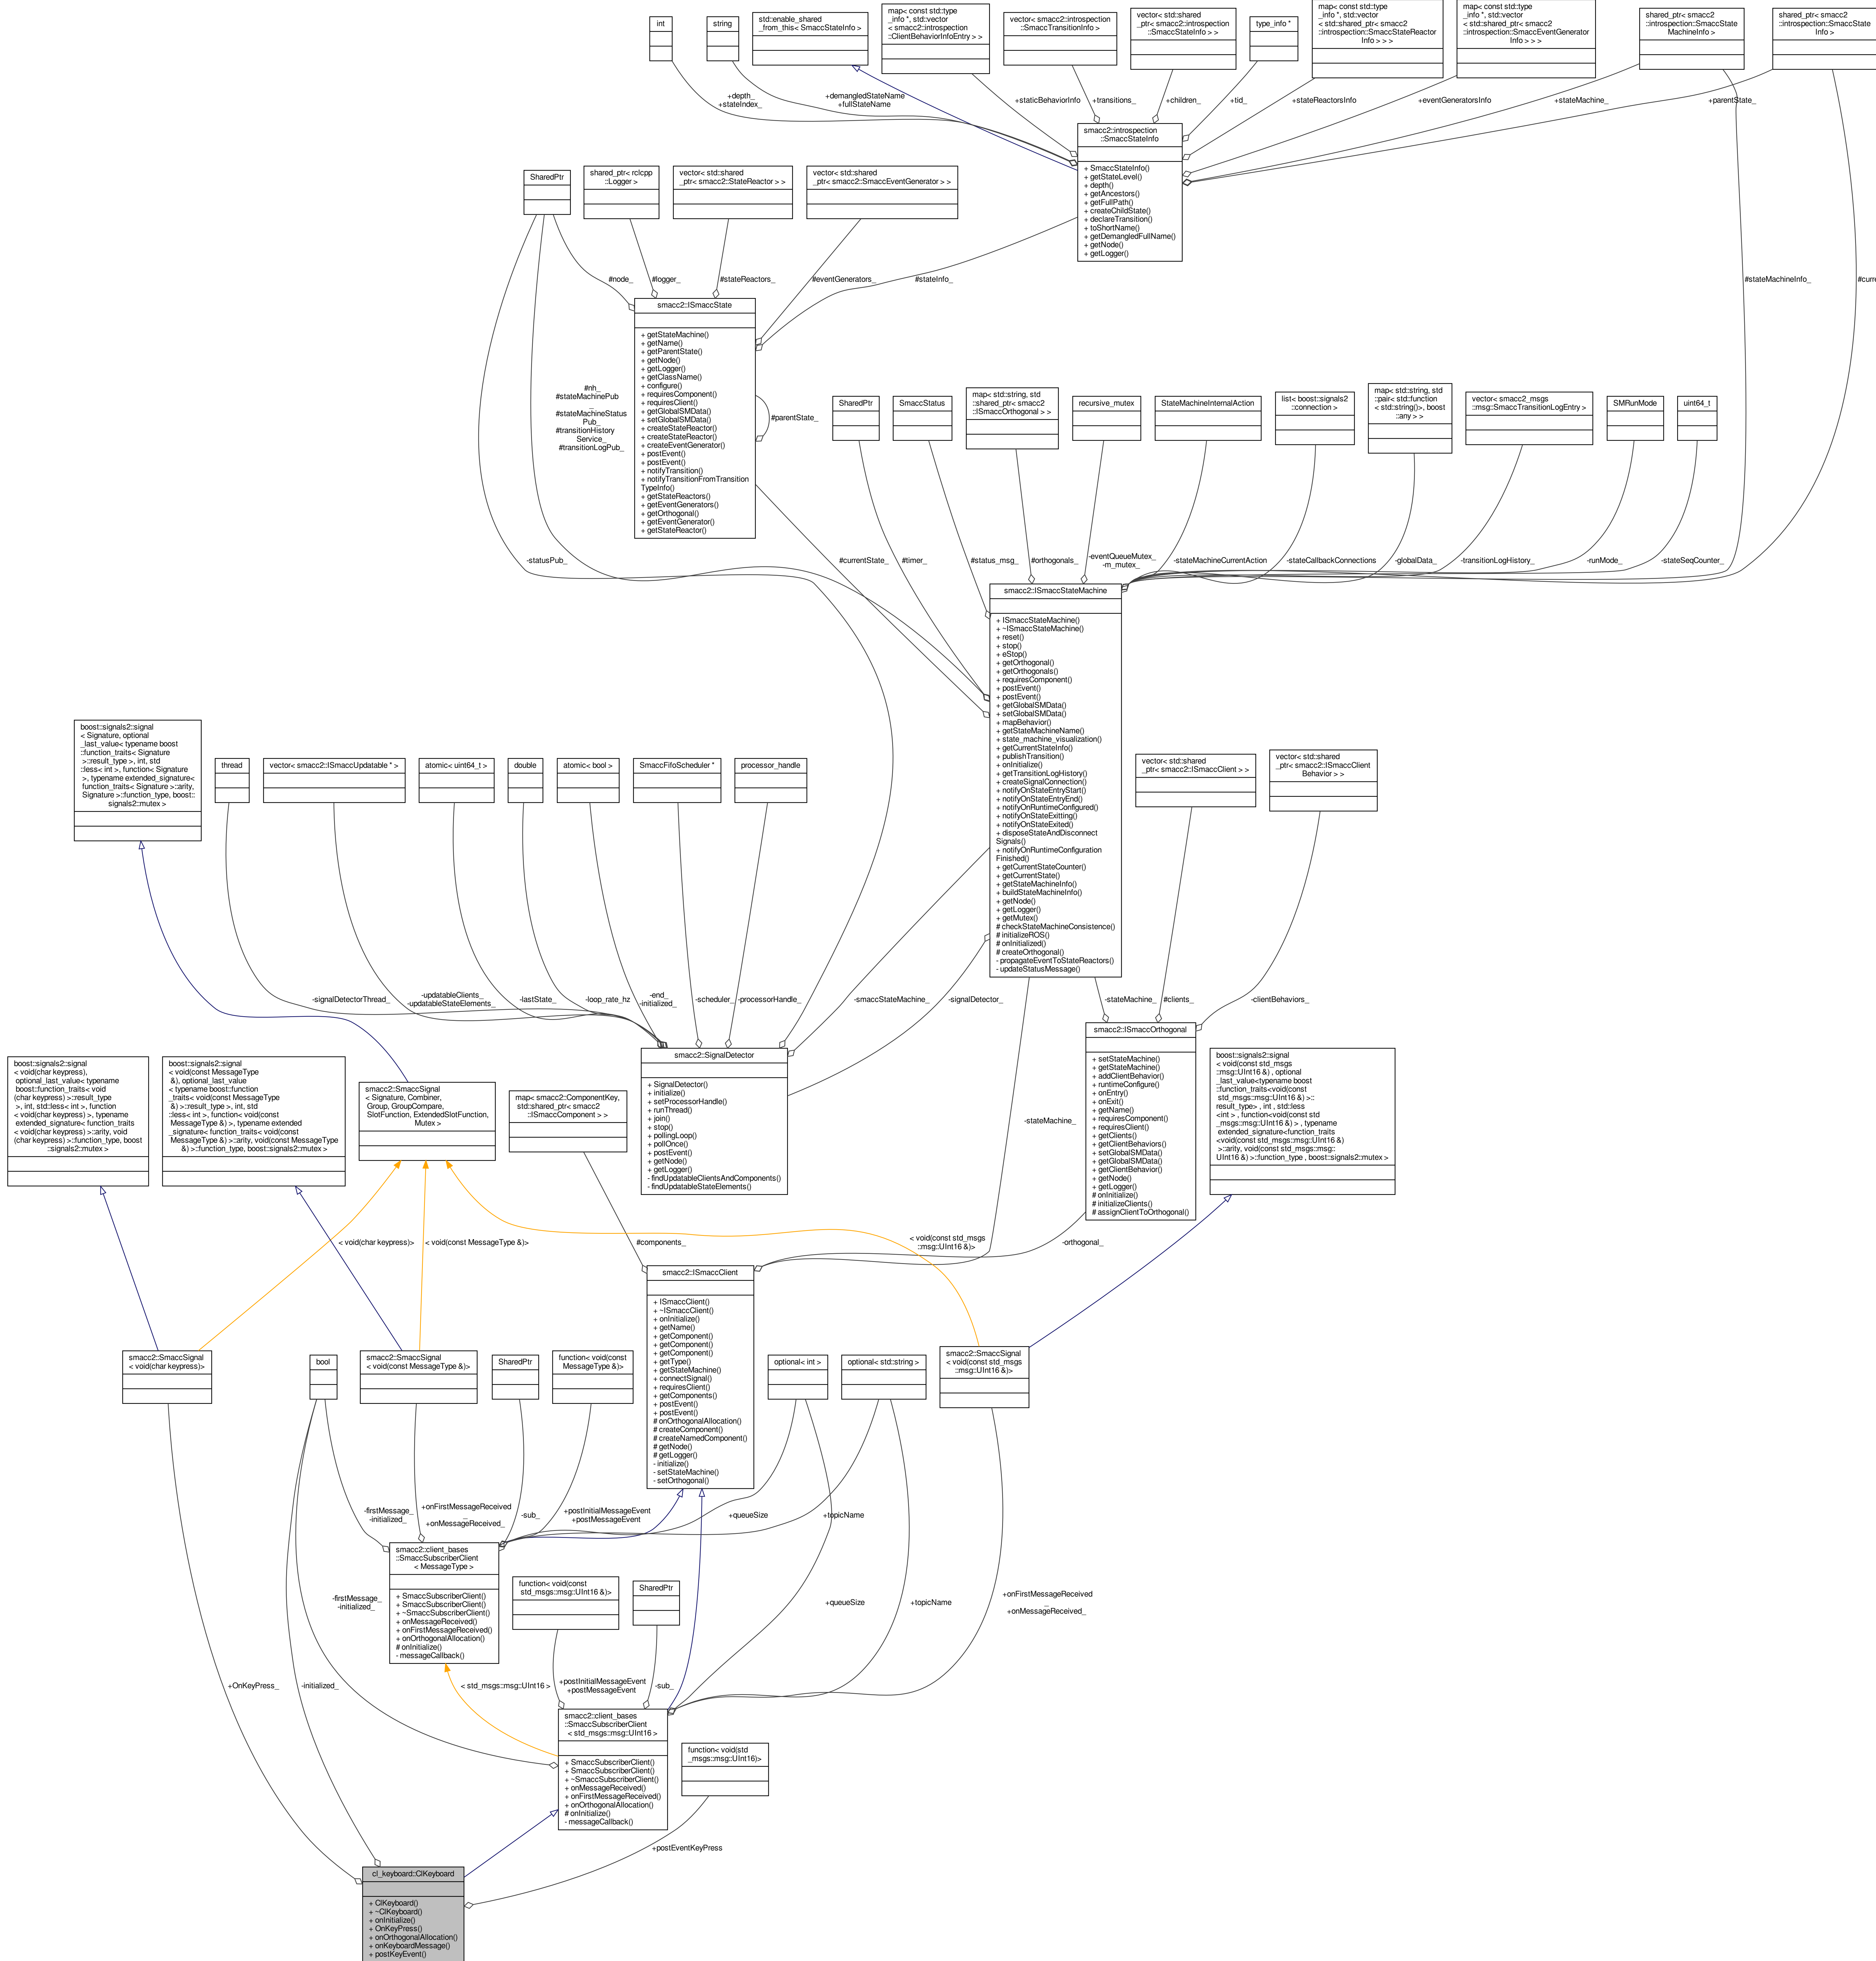 int
string
std::enable_shared
_from_this< SmaccStateInfo >
map< const std::type
_info *, std::vector
< smacc2::introspection
::ClientBehaviorInfoEntry > >
vector< smacc2::introspection
::SmaccTransitionInfo >
vector< std::shared
_ptr< smacc2::introspection
::SmaccStateInfo > >
type_info *
map< const std::type
_info *, std::vector
< std::shared_ptr< smacc2
::introspection::SmaccStateReactor
Info > > >
map< const std::type
_info *, std::vector
< std::shared_ptr< smacc2
::introspection::SmaccEventGenerator
Info > > >
shared_ptr< smacc2
::introspection::SmaccState
MachineInfo >
shared_ptr< smacc2
::introspection::SmaccState
Info >
+depth_
+stateIndex_
+demangledStateName
+fullStateName
+staticBehaviorInfo
+transitions_
+children_
+tid_
+stateReactorsInfo
+eventGeneratorsInfo
+stateMachine_
+parentState_
smacc2::introspection
::SmaccStateInfo
+ SmaccStateInfo()
+ getStateLevel()
+ depth()
+ getAncestors()
+ getFullPath()
+ createChildState()
+ declareTransition()
+ toShortName()
+ getDemangledFullName()
+ getNode()
+ getLogger()
SharedPtr
shared_ptr< rclcpp
::Logger >
vector< std::shared
_ptr< smacc2::StateReactor > >
vector< std::shared
_ptr< smacc2::SmaccEventGenerator > >
#node_
#logger_
#stateReactors_
#eventGenerators_
#stateInfo_
#stateMachineInfo_
#curr
smacc2::ISmaccState
+ getStateMachine()
+ getName()
+ getParentState()
+ getNode()
+ getLogger()
+ getClassName()
+ configure()
+ requiresComponent()
+ requiresClient()
+ getGlobalSMData()
+ setGlobalSMData()
+ createStateReactor()
+ createStateReactor()
+ createEventGenerator()
+ postEvent()
+ postEvent()
+ notifyTransition()
+ notifyTransitionFromTransition
TypeInfo()
+ getStateReactors()
+ getEventGenerators()
+ getOrthogonal()
+ getEventGenerator()
+ getStateReactor()
#parentState_
#nh_
#stateMachinePub
_
#stateMachineStatus
Pub_
#transitionHistory
Service_
#transitionLogPub_
SharedPtr
SmaccStatus
map< std::string, std
::shared_ptr< smacc2
::ISmaccOrthogonal > >
recursive_mutex
StateMachineInternalAction
list< boost::signals2
::connection >
map< std::string, std
::pair< std::function
< std::string()>, boost
::any > >
vector< smacc2_msgs
::msg::SmaccTransitionLogEntry >
SMRunMode
uint64_t
-statusPub_
#currentState_
#timer_
#status_msg_
#orthogonals_
-eventQueueMutex_
-m_mutex_
-stateMachineCurrentAction
-stateCallbackConnections
-globalData_
-transitionLogHistory_
-runMode_
-stateSeqCounter_
smacc2::ISmaccStateMachine
+ ISmaccStateMachine()
+ ~ISmaccStateMachine()
+ reset()
+ stop()
+ eStop()
+ getOrthogonal()
+ getOrthogonals()
+ requiresComponent()
+ postEvent()
+ postEvent()
+ getGlobalSMData()
+ setGlobalSMData()
+ mapBehavior()
+ getStateMachineName()
+ state_machine_visualization()
+ getCurrentStateInfo()
+ publishTransition()
+ onInitialize()
+ getTransitionLogHistory()
+ createSignalConnection()
+ notifyOnStateEntryStart()
+ notifyOnStateEntryEnd()
+ notifyOnRuntimeConfigured()
+ notifyOnStateExitting()
+ notifyOnStateExited()
+ disposeStateAndDisconnect
Signals()
+ notifyOnRuntimeConfiguration
Finished()
+ getCurrentStateCounter()
+ getCurrentState()
+ getStateMachineInfo()
+ buildStateMachineInfo()
+ getNode()
+ getLogger()
+ getMutex()
# checkStateMachineConsistence()
# initializeROS()
# onInitialized()
# createOrthogonal()
- propagateEventToStateReactors()
- updateStatusMessage()
boost::signals2::signal
< Signature, optional
_last_value< typename boost
::function_traits< Signature
>::result_type >, int, std
::less< int >, function< Signature
>, typename extended_signature<
function_traits< Signature >::arity,
Signature >::function_type, boost::
signals2::mutex >
thread
vector< smacc2::ISmaccUpdatable * >
atomic< uint64_t >
double
atomic< bool >
SmaccFifoScheduler *
processor_handle
vector< std::shared
_ptr< smacc2::ISmaccClient > >
vector< std::shared
_ptr< smacc2::ISmaccClient
Behavior > >
-signalDetectorThread_
-updatableClients_
-updatableStateElements_
-lastState_
-loop_rate_hz
-end_
-initialized_
-scheduler_
-processorHandle_
-smaccStateMachine_
-signalDetector_
-stateMachine_
#clients_
-clientBehaviors_
smacc2::SignalDetector
+ SignalDetector()
+ initialize()
+ setProcessorHandle()
+ runThread()
+ join()
+ stop()
+ pollingLoop()
+ pollOnce()
+ postEvent()
+ getNode()
+ getLogger()
- findUpdatableClientsAndComponents()
- findUpdatableStateElements()
smacc2::ISmaccOrthogonal
+ setStateMachine()
+ getStateMachine()
+ addClientBehavior()
+ runtimeConfigure()
+ onEntry()
+ onExit()
+ getName()
+ requiresComponent()
+ requiresClient()
+ getClients()
+ getClientBehaviors()
+ setGlobalSMData()
+ getGlobalSMData()
+ getClientBehavior()
+ getNode()
+ getLogger()
# onInitialize()
# initializeClients()
# assignClientToOrthogonal()
boost::signals2::signal
< void(char keypress),
optional_last_value< typename
boost::function_traits< void
(char keypress) >::result_type
>, int, std::less< int >, function
< void(char keypress) >, typename
extended_signature< function_traits
< void(char keypress) >::arity, void
(char keypress) >::function_type, boost
::signals2::mutex >
boost::signals2::signal
< void(const MessageType
&), optional_last_value
< typename boost::function
_traits< void(const MessageType
&) >::result_type >, int, std
::less< int >, function< void(const
MessageType &) >, typename extended
_signature< function_traits< void(const
MessageType &) >::arity, void(const MessageType
&) >::function_type, boost::signals2::mutex >
smacc2::SmaccSignal
< Signature, Combiner,
Group, GroupCompare,
SlotFunction, ExtendedSlotFunction,
Mutex >
map< smacc2::ComponentKey,
std::shared_ptr< smacc2
::ISmaccComponent > >
boost::signals2::signal
< void(const std_msgs
::msg::UInt16 &) , optional
_last_value<typename boost
::function_traits<void(const
std_msgs::msg::UInt16 &) >::
result_type> , int , std::less
<int > , function<void(const std
_msgs::msg::UInt16 &) > , typename
extended_signature<function_traits
<void(const std_msgs::msg::UInt16 &)
>::arity, void(const std_msgs::msg::
UInt16 &) >::function_type , boost::signals2::mutex >
-stateMachine_
< void(char keypress)>
< void(const MessageType &)>
#components_
< void(const std_msgs
::msg::UInt16 &)>
-orthogonal_
smacc2::ISmaccClient
+ ISmaccClient()
+ ~ISmaccClient()
+ onInitialize()
+ getName()
+ getComponent()
+ getComponent()
+ getComponent()
+ getType()
+ getStateMachine()
+ connectSignal()
+ requiresClient()
+ getComponents()
+ postEvent()
+ postEvent()
# onOrthogonalAllocation()
# createComponent()
# createNamedComponent()
# getNode()
# getLogger()
- initialize()
- setStateMachine()
- setOrthogonal()
smacc2::SmaccSignal
< void(char keypress)>
bool
smacc2::SmaccSignal
< void(const MessageType &)>
SharedPtr
function< void(const
MessageType &)>
optional< int >
optional< std::string >
smacc2::SmaccSignal
< void(const std_msgs
::msg::UInt16 &)>
-firstMessage_
-initialized_
+onFirstMessageReceived
_
+onMessageReceived_
-sub_
+postInitialMessageEvent
+postMessageEvent
+queueSize
+topicName
smacc2::client_bases
::SmaccSubscriberClient
< MessageType >
+ SmaccSubscriberClient()
+ SmaccSubscriberClient()
+ ~SmaccSubscriberClient()
+ onMessageReceived()
+ onFirstMessageReceived()
+ onOrthogonalAllocation()
# onInitialize()
- messageCallback()
function< void(const
std_msgs::msg::UInt16 &)>
SharedPtr
-firstMessage_
-initialized_
+queueSize
+topicName
+onFirstMessageReceived
_
+onMessageReceived_
+OnKeyPress_
-initialized_
< std_msgs::msg::UInt16 >
+postInitialMessageEvent
+postMessageEvent
-sub_
smacc2::client_bases
::SmaccSubscriberClient
< std_msgs::msg::UInt16 >
+ SmaccSubscriberClient()
+ SmaccSubscriberClient()
+ ~SmaccSubscriberClient()
+ onMessageReceived()
+ onFirstMessageReceived()
+ onOrthogonalAllocation()
# onInitialize()
- messageCallback()
function< void(std
_msgs::msg::UInt16)>
+postEventKeyPress
cl_keyboard::ClKeyboard
+ ClKeyboard()
+ ~ClKeyboard()
+ onInitialize()
+ OnKeyPress()
+ onOrthogonalAllocation()
+ onKeyboardMessage()
+ postKeyEvent()